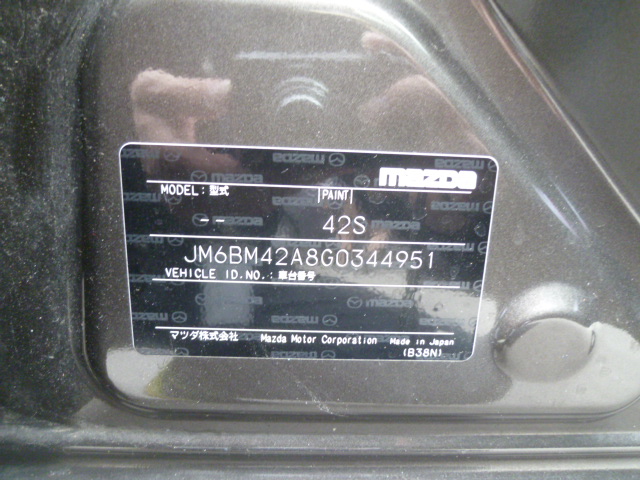 mazda
MODEL:型式 PAINT
-- 42S
JM6BM42A8G0344951
VEHICLE ID.NO.:車台番号
マツダ株式会社 Mazda Motor Corporation Made in Japan
(B38N)